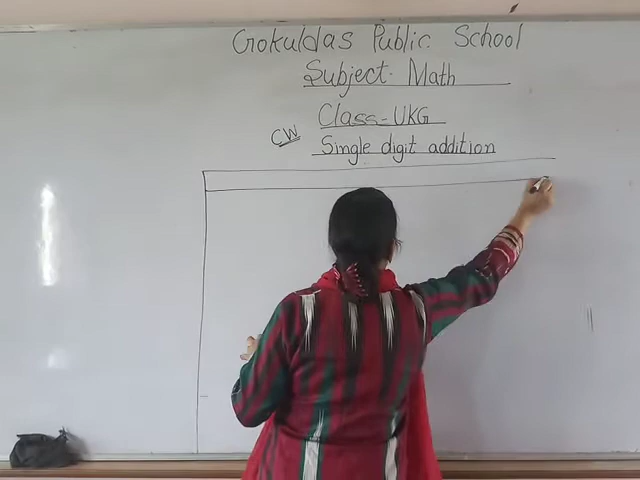 Gokuldas Public School
Subject- Math
Class-UKG
CW
Single digit addition